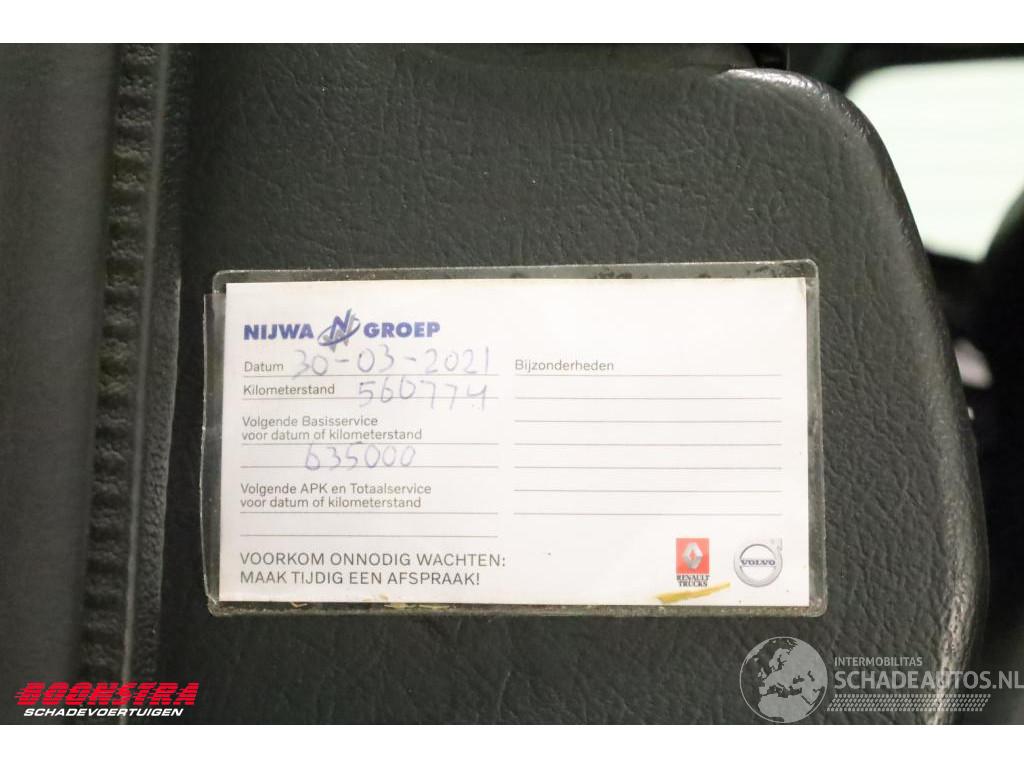 NIJWA GROEP
Datum 30-03-2021
Kilometerstand 560774
Volgende Basisservice
voor datum of kilometerstand
635000
Volgende APK en Totaalservice
voor datum of kilometerstand
VOORKOM ONNODIG WACHTEN:
MAAK TIJDIG EEN AFSPRAAK!
Bijzonderheden
RENAULT
TRUCKS
VOLVO
BOONSTRA
SCHADEVOERTUIGEN
INTERMOBILITAS
SCHADEAUTOS.NL